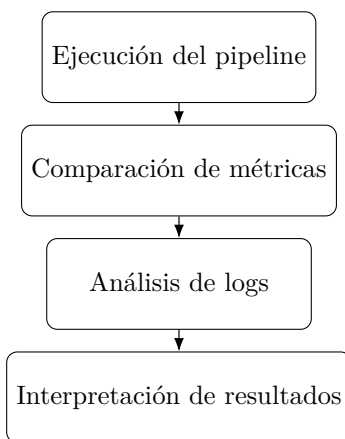 Ejecución del pipeline
Comparación de métricas
Análisis de logs
Interpretación de resultados